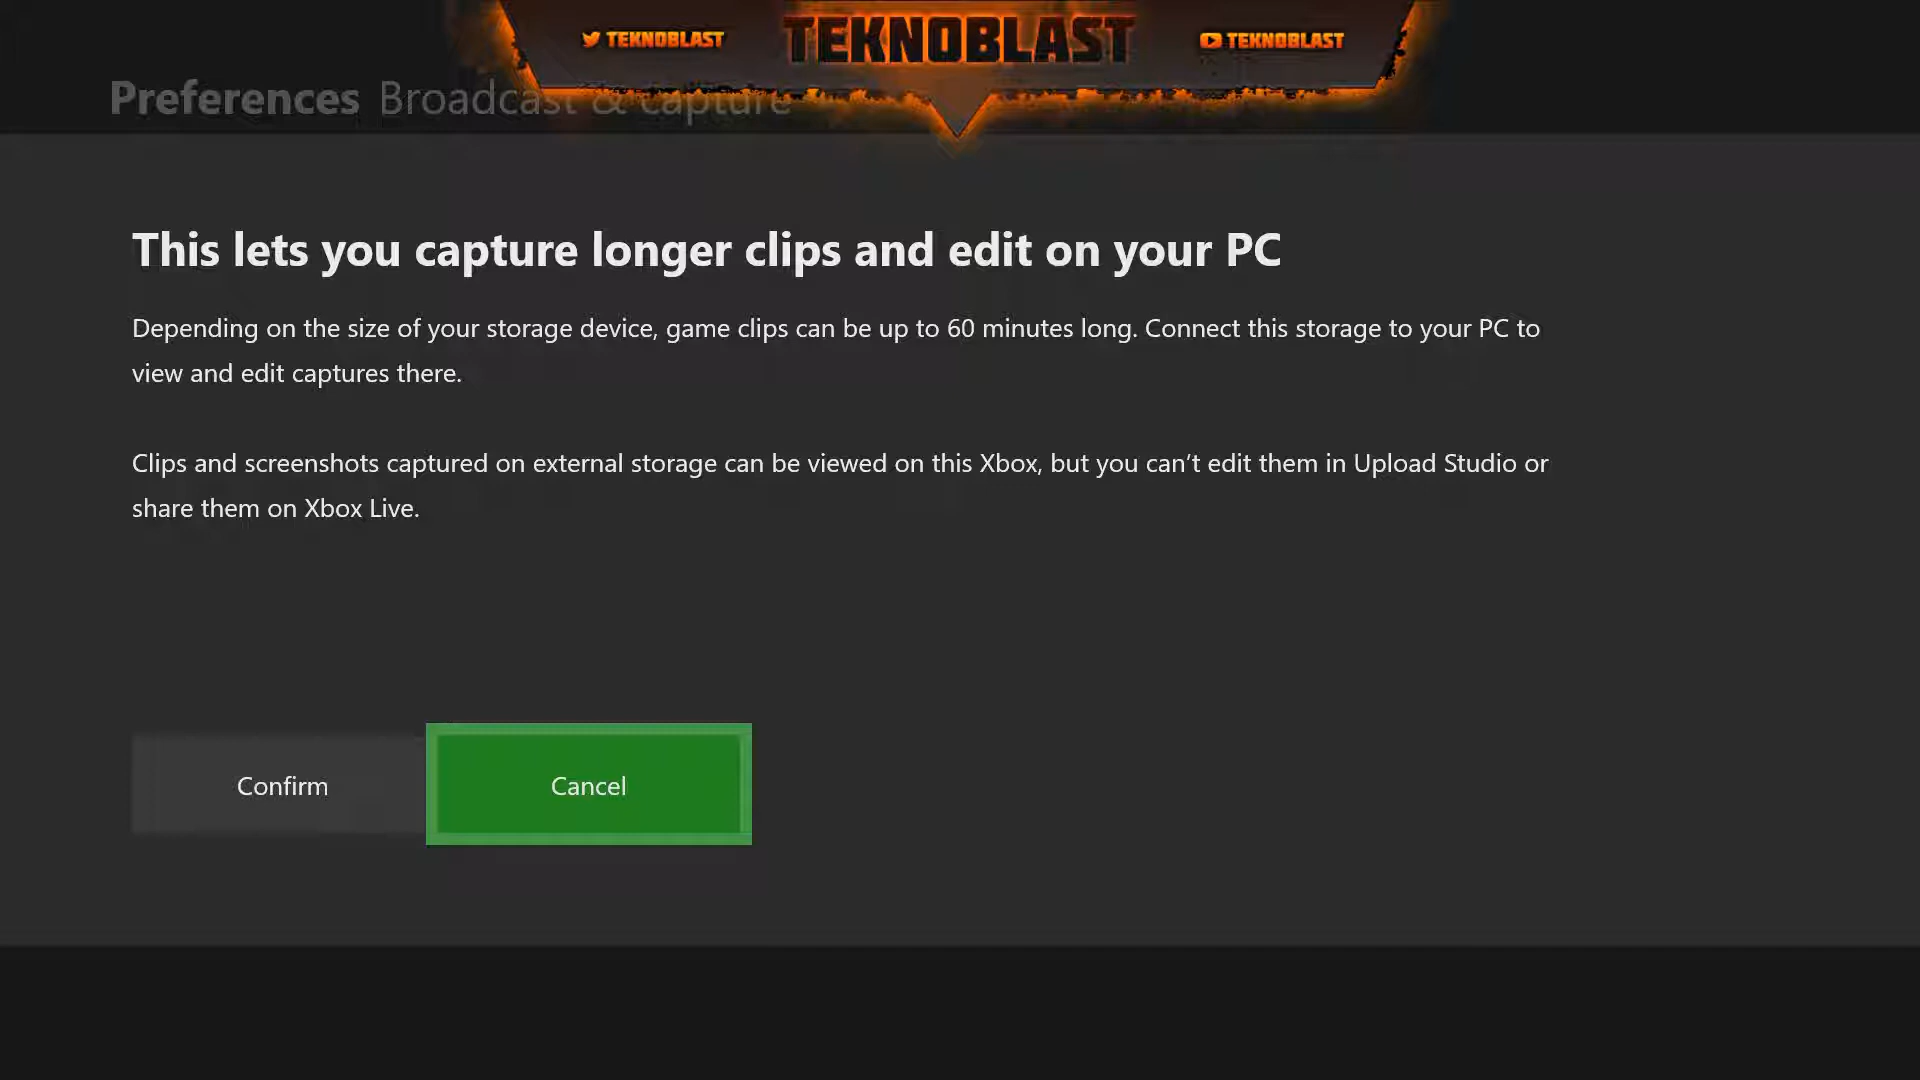 TEKNOBLAST TEKNOBLAST TEKNOBLAST
Preferences Broadcast & capture
This lets you capture longer clips and edit on your PC
Depending on the size of your storage device, game clips can be up to 60 minutes long. Connect this storage to your PC to
view and edit captures there.
Clips and screenshots captured on external storage can be viewed on this Xbox, but you can’t edit them in Upload Studio or
share them on Xbox Live.
Confirm Cancel